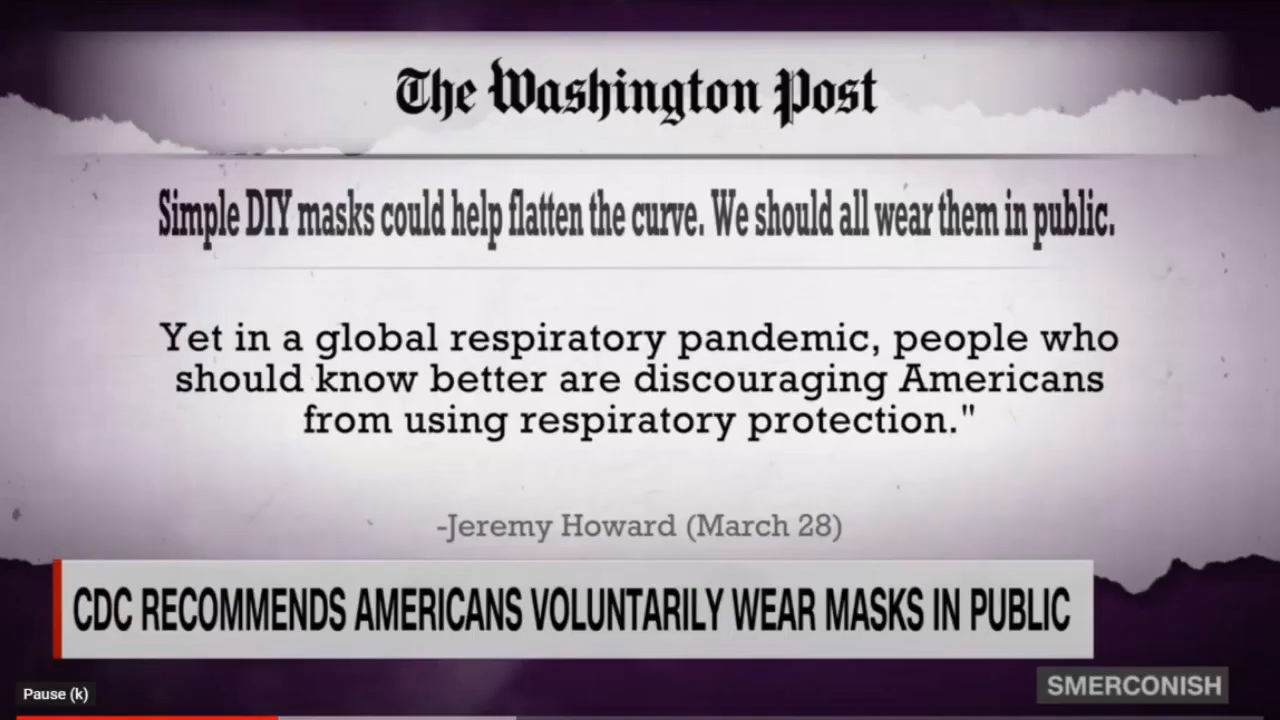 The Washington Post
Simple DIY masks could help flatten the curve. We should all wear them in public.
Yet in a global respiratory pandemic, people who
should know better are discouraging Americans
from using respiratory protection."
-Jeremy Howard (March 28)
CDC RECOMMENDS AMERICANS VOLUNTARILY WEAR MASKS IN PUBLIC
SMERCONISH
Pause (k)